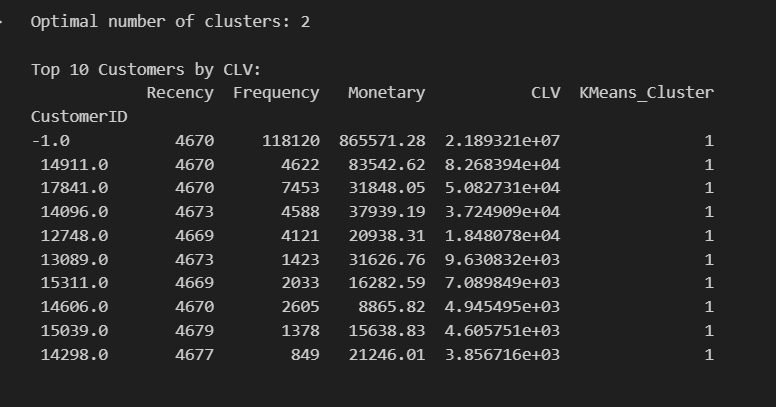 Optimal number of clusters: 2
Top 10 Customers by CLV:
Recency Frequency Monetary CLV KMeans_Cluster
CustomerID
-1.0 4670 118120 865571.28 2.189321e+07 1
14911.0 4670 4622 83542.62 8.268394e+04 1
17841.0 4670 7453 31848.05 5.082731e+04 1
14096.0 4673 4588 37939.19 3.724909e+04 1
12748.0 4669 4121 20938.31 1.848078e+04 1
13089.0 4673 1423 31626.76 9.630832e+03 1
15311.0 4669 2033 16282.59 7.089849e+03 1
14606.0 4670 2605 8865.82 4.945495e+03 1
15039.0 4679 1378 15638.83 4.605751e+03 1
14298.0 4677 849 21246.01 3.856716e+03 1